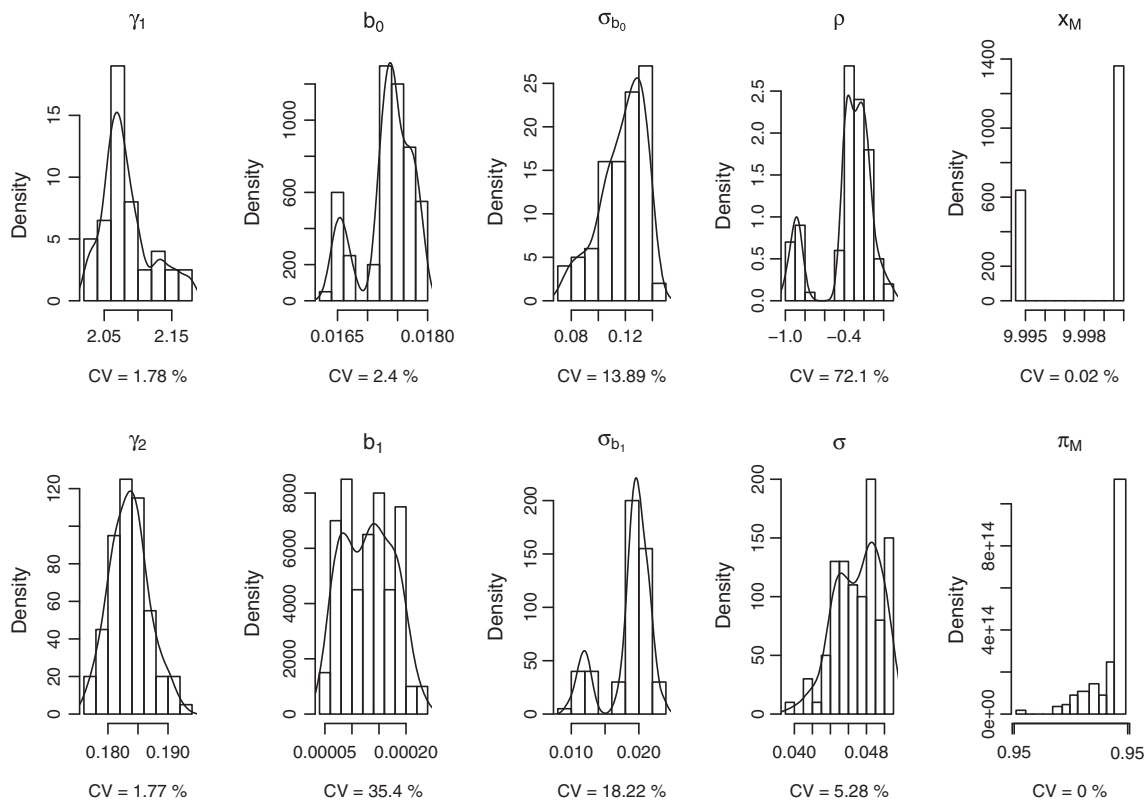 γ1 b0 σb0 ρ xM
Density Density Density Density Density
0 5 10 15
0 200 600 1000
0 5 10 15 20 25
0.0 0.5 1.0 1.5 2.0 2.5
0 200 600 1000 1400
2.05 2.15 0.0165 0.0180 0.08 0.12 −1.0 −0.4 9.995 9.998
CV = 1.78 % CV = 2.4 % CV = 13.89 % CV = 72.1 % CV = 0.02 %
γ2 b1 σb1 σ πM
Density Density Density Density Density
0 20 40 60 80 120
0 2000 4000 6000 8000
0 50 100 150 200
0 50 100 150 200
0e+00 4e+14 8e+14
0.180 0.190 0.00005 0.00020 0.010 0.020 0.040 0.048 0.95 0.95
CV = 1.77 % CV = 35.4 % CV = 18.22 % CV = 5.28 % CV = 0 %